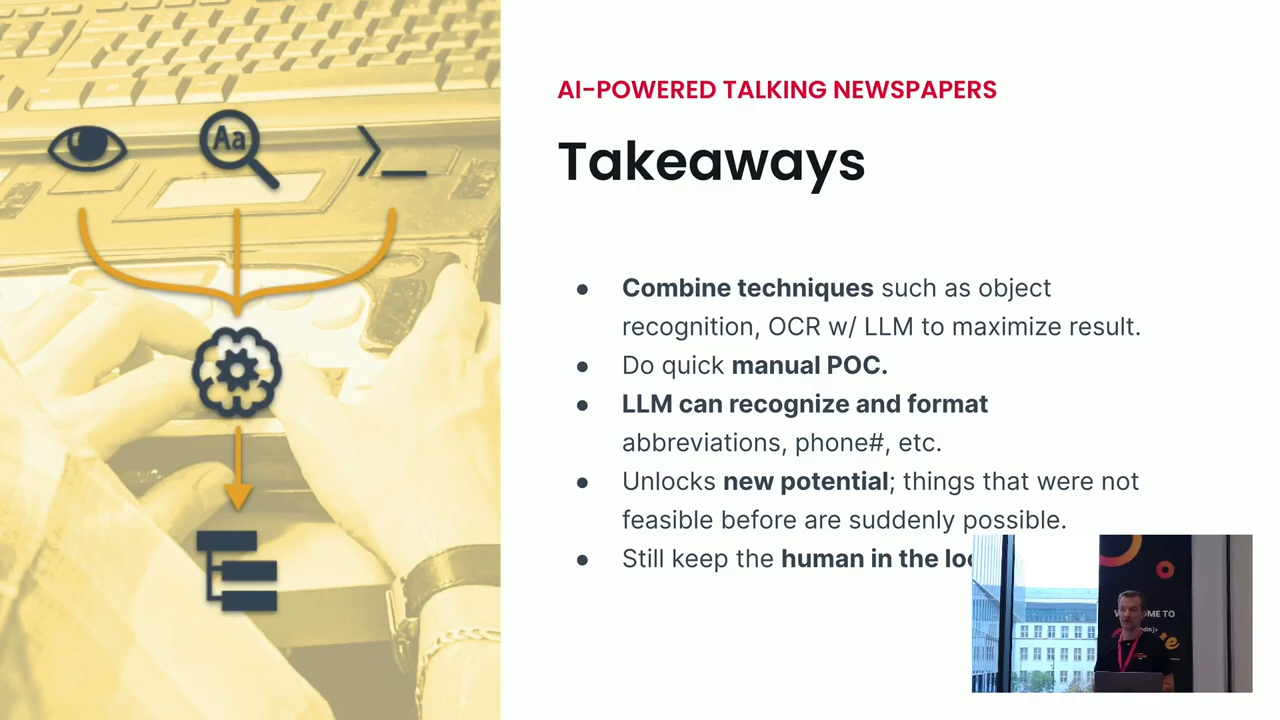 AI-POWERED TALKING NEWSPAPERS
Takeaways
Aa
● Combine techniques such as object
recognition, OCR w/ LLM to maximize result.
● Do quick manual POC.
● LLM can recognize and format
abbreviations, phone#, etc.
● Unlocks new potential; things that were not
feasible before are suddenly possible.
● Still keep the human in the